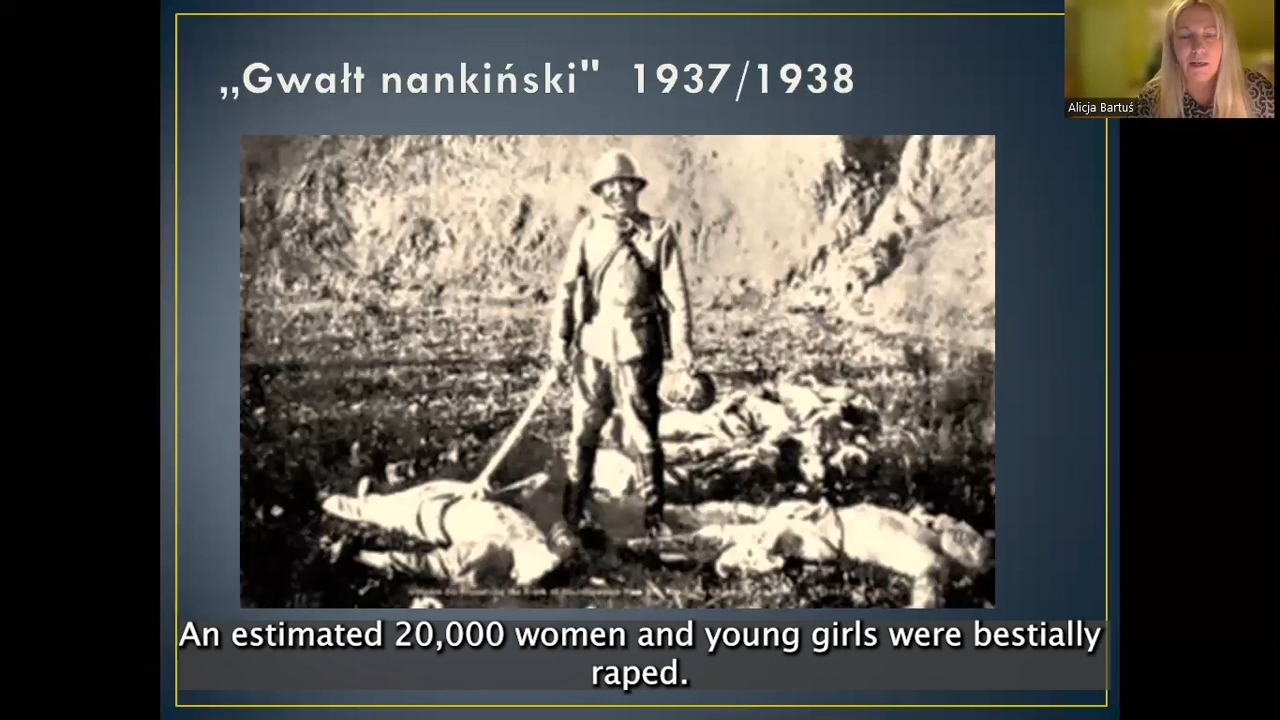 „Gwałt nankiński" 1937/1938
Alicja Bartuś
An estimated 20,000 women and young girls were bestially
raped.